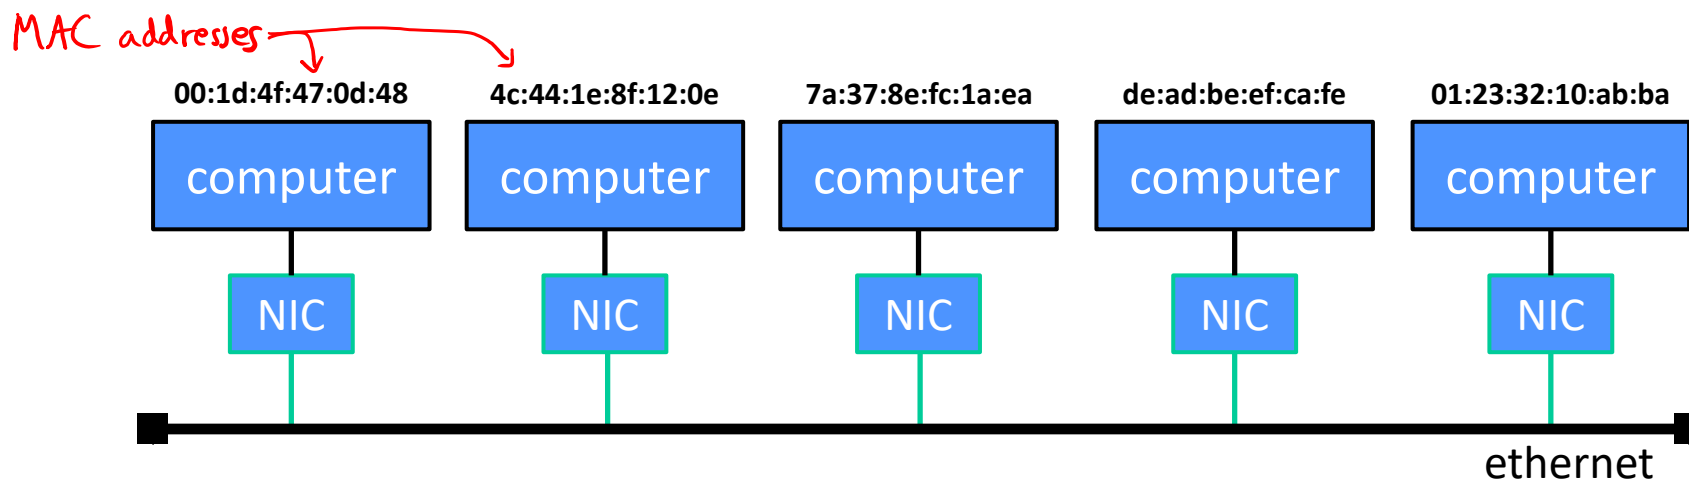 MAC addresses
00:1d:4f:47:0d:48 4c:44:1e:8f:12:0e 7a:37:8e:fc:1a:ea de:ad:be:ef:ca:fe 01:23:32:10:ab:ba
computer computer computer computer computer
NIC NIC NIC NIC NIC
ethernet